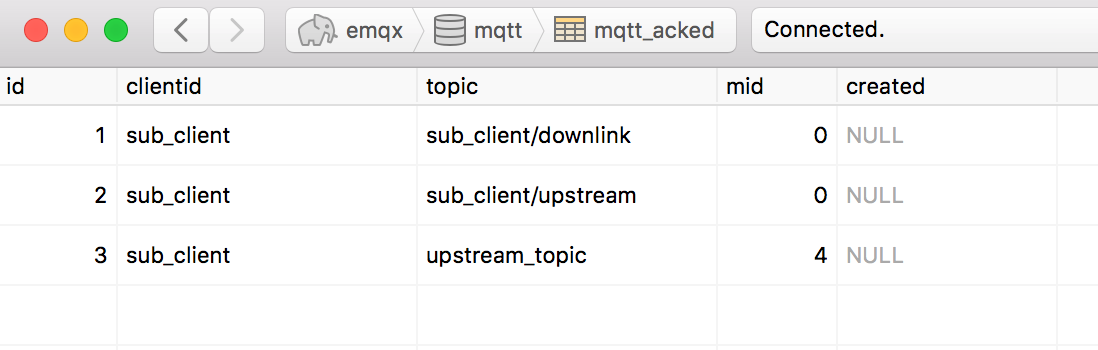 emqx mqtt mqtt_acked Connected.
id clientid topic mid created
1 sub_client sub_client/downlink 0 NULL
2 sub_client sub_client/upstream 0 NULL
3 sub_client upstream_topic 4 NULL